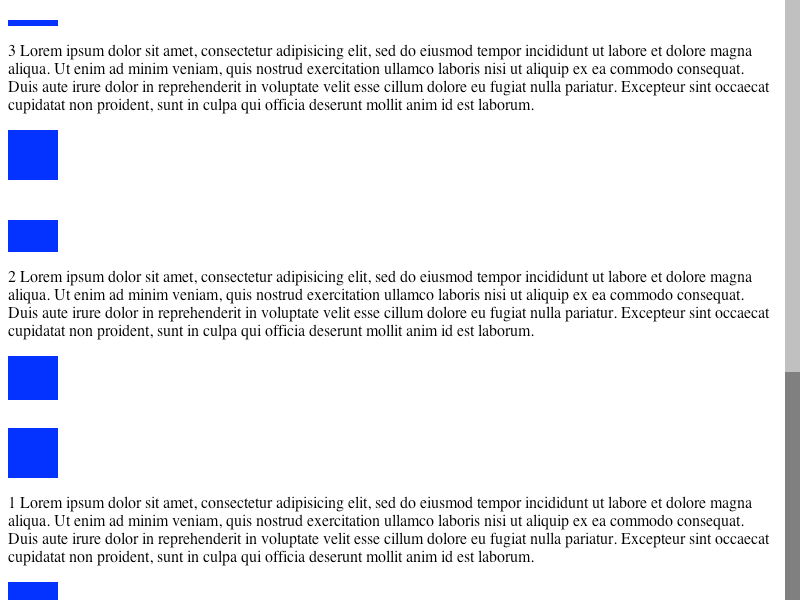 3 Lorem ipsum dolor sit amet, consectetur adipisicing elit, sed do eiusmod tempor incididunt ut labore et dolore magna
aliqua. Ut enim ad minim veniam, quis nostrud exercitation ullamco laboris nisi ut aliquip ex ea commodo consequat.
Duis aute irure dolor in reprehenderit in voluptate velit esse cillum dolore eu fugiat nulla pariatur. Excepteur sint occaecat
cupidatat non proident, sunt in culpa qui officia deserunt mollit anim id est laborum.
2 Lorem ipsum dolor sit amet, consectetur adipisicing elit, sed do eiusmod tempor incididunt ut labore et dolore magna
aliqua. Ut enim ad minim veniam, quis nostrud exercitation ullamco laboris nisi ut aliquip ex ea commodo consequat.
Duis aute irure dolor in reprehenderit in voluptate velit esse cillum dolore eu fugiat nulla pariatur. Excepteur sint occaecat
cupidatat non proident, sunt in culpa qui officia deserunt mollit anim id est laborum.
1 Lorem ipsum dolor sit amet, consectetur adipisicing elit, sed do eiusmod tempor incididunt ut labore et dolore magna
aliqua. Ut enim ad minim veniam, quis nostrud exercitation ullamco laboris nisi ut aliquip ex ea commodo consequat.
Duis aute irure dolor in reprehenderit in voluptate velit esse cillum dolore eu fugiat nulla pariatur. Excepteur sint occaecat
cupidatat non proident, sunt in culpa qui officia deserunt mollit anim id est laborum.